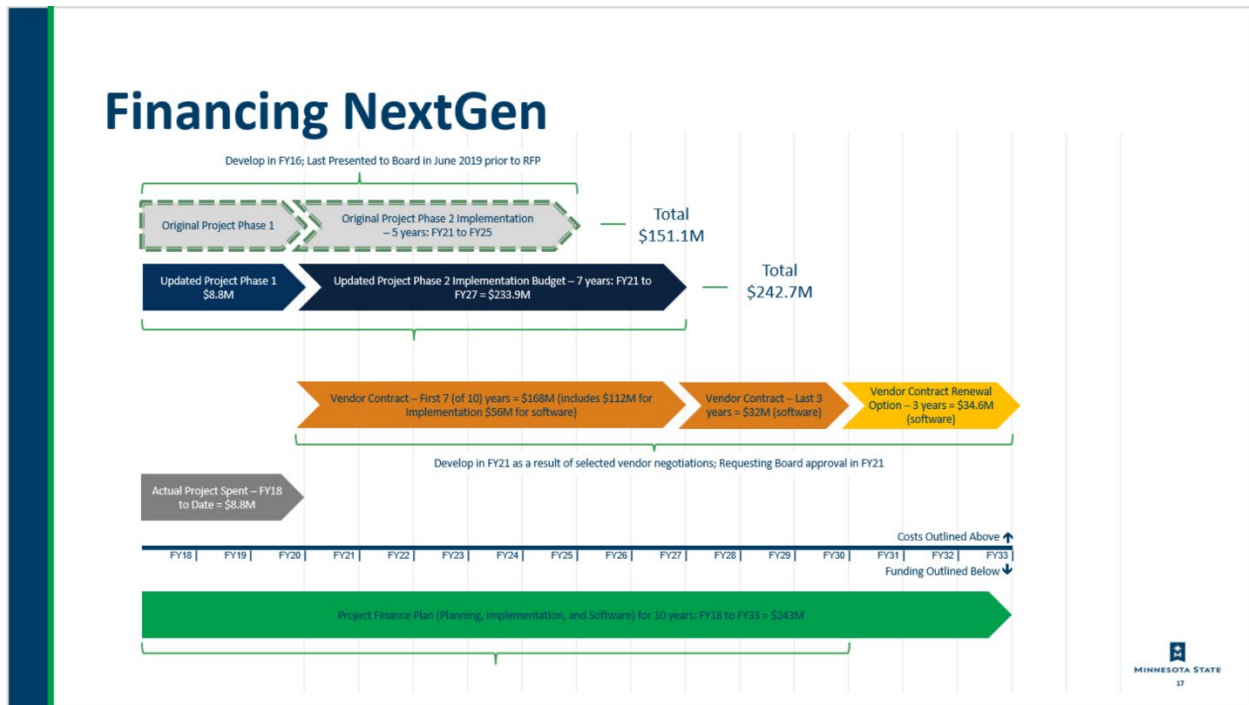 Financing NextGen
Develop in FY16; Last Presented to Board in June 2019 prior to RFP
Original Project Phase 1
Original Project Phase 2 Implementation
– 5 years: FY21 to FY25
Total
$151.1M
Updated Project Phase 1
$8.8M
Updated Project Phase 2 Implementation Budget – 7 years: FY21 to
FY27 = $233.9M
Total
$242.7M
Vendor Contract – First 7 (of 10) years = $168M (includes $112M for
implementation $56M for software)
Vendor Contract – Last 3
years = $32M (software)
Vendor Contract Renewal
Option – 3 years = $34.6M
(software)
Develop in FY21 as a result of selected vendor negotiations; Requesting Board approval in FY21
Actual Project Spent – FY18
to Date = $8.8M
Costs Outlined Above
FY18 FY19 FY20 FY21 FY22 FY23 FY24 FY25 FY26 FY27 FY28 FY29 FY30 FY31 FY32 FY33
Funding Outlined Below
Project Finance Plan (Planning, Implementation, and Software) for 10 years: FY18 to FY33 = $243M
M
MINNESOTA STATE
17